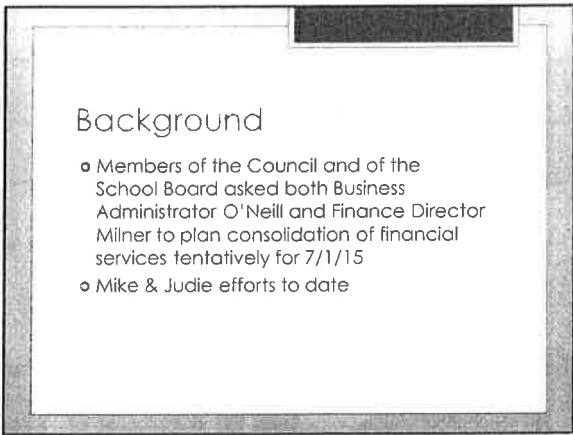 Background
o Members of the Council and of the
School Board asked both Business
Administrator O'Neill and Finance Director
Milner to plan consolidation of financial
services tentatively for 7/1/15
o Mike & Judie efforts to date